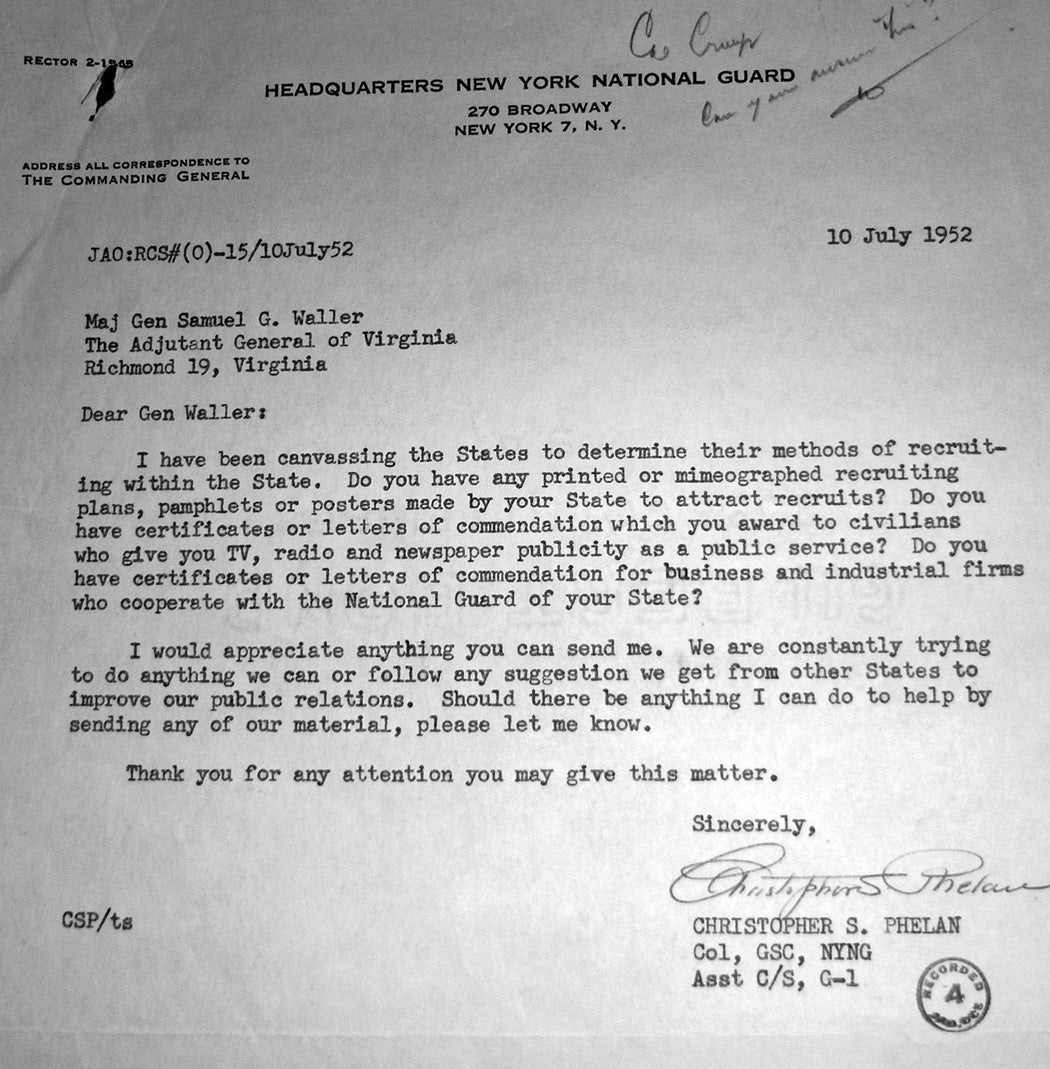 RECTOR 2-1965
HEADQUARTERS NEW YORK NATIONAL GUARD
270 BROADWAY
NEW YORK 7, N. Y.
can you answer this?
ADDRESS ALL CORRESPONDENCE TO
THE COMMANDING GENERAL
JAO:RCS#(O)-15/10July52
10 July 1952
Maj Gen Samuel G. Waller
The Adjutant General of Virginia
Richmond 19, Virginia
Dear Gen Waller:
I have been canvassing the States to determine their methods of recruit-
ing within the State. Do you have any printed or mimeographed recruiting
plans, pamphlets or posters made by your State to attract recruits? Do you
have certificates or letters of commendation which you award to civilians
who give you TV, radio and newspaper publicity as a public service? Do you
have certificates or letters of commendation for business and industrial firms
who cooperate with the National Guard of your State?
I would appreciate anything you can send me. We are constantly trying
to do anything we can or follow any suggestion we get from other States to
improve our public relations. Should there be anything I can do to help by
sending any of our material, please let me know.
Thank you for any attention you may give this matter.
Sincerely,
Christopher S Phelan
CSP/ts
CHRISTOPHER S. PHELAN
Col, GSC, NYNG
Asst C/S, G-1
RECORDED
4